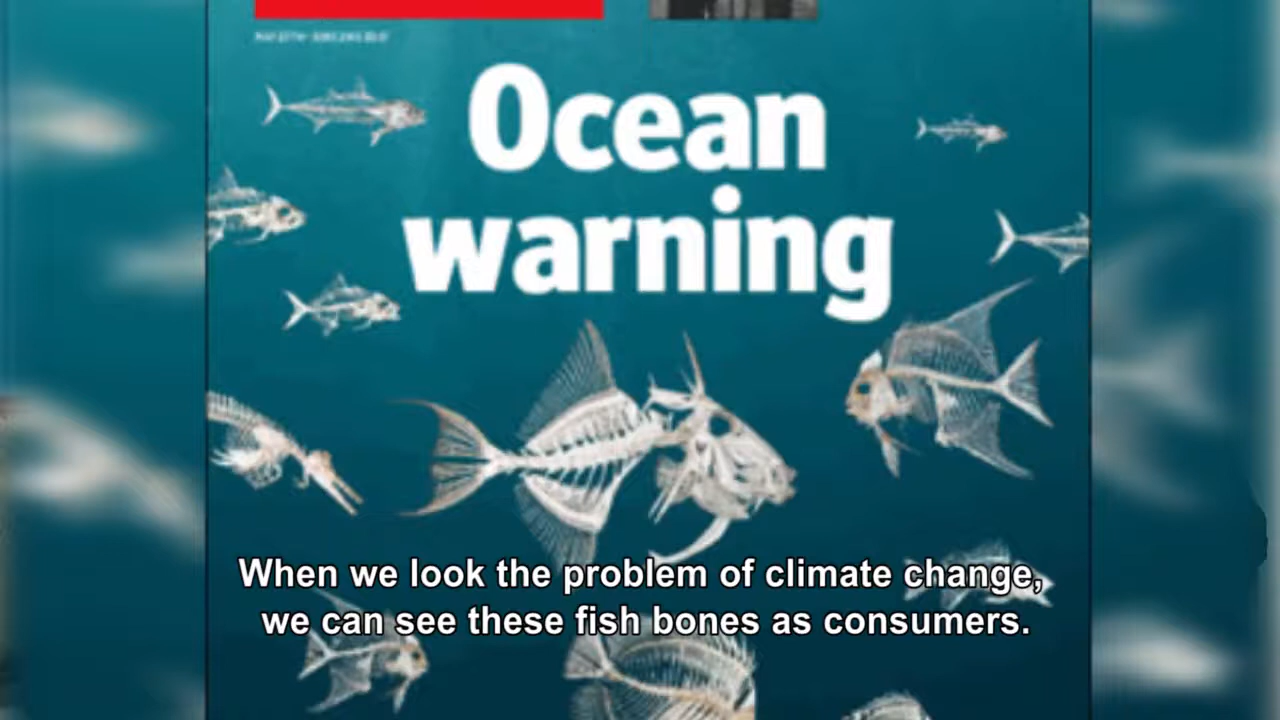 Ocean
warning
When we look the problem of climate change,
we can see these fish bones as consumers.